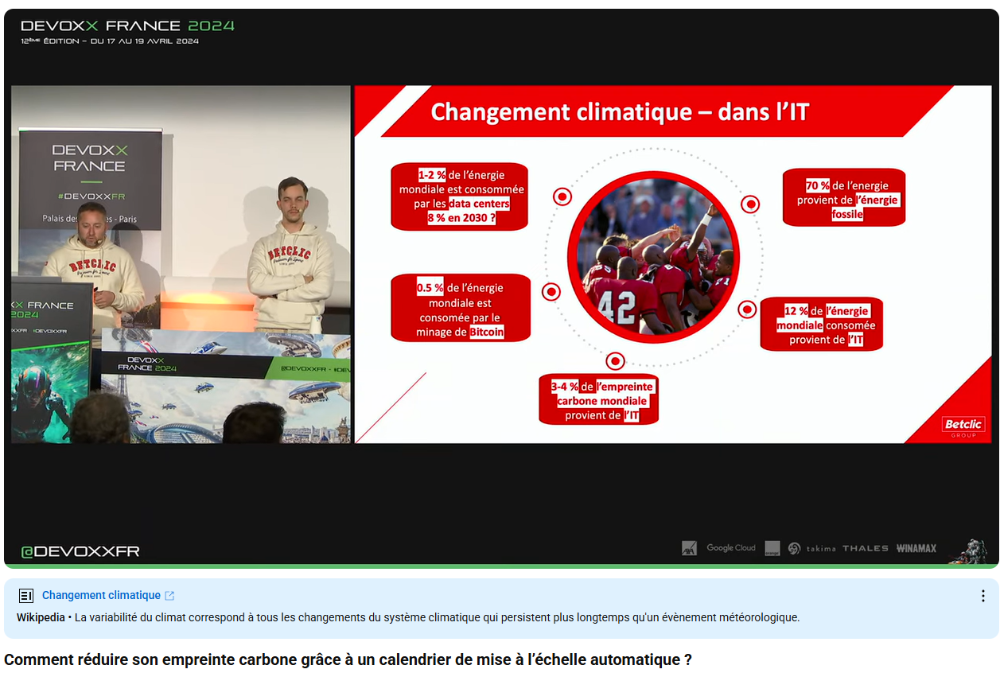 DEVOXX FRANCE 2024
12ÈME ÉDITION – DU 17 AU 19 AVRIL 2024
DEVOXX
FRANCE
#DEVOXXFR
Palais des - Paris
BETCLIC
FRANCE
2024
#DEVOXXFR
DEVOXX
FRANCE 2024
@DEVOXXFR -
Changement climatique – dans l'IT
1-2 % de l'énergie
mondiale est consommée
par les data centers
8 % en 2030 ?
70 % de l'energie
provient de l'énergie
fossile
0.5 % de l'énergie
mondiale est
consomée par le
minage de Bitcoin
42
12 % de l'énergie
mondiale consomée
provient de l'IT
3-4 % de l'empreinte
carbone mondiale
provient de l'IT
Betclic
GROUP
@DEVOXXFR
AXA
Google Cloud
orange
takima
THALES
WINAMAX
Changement climatique
Wikipedia • La variabilité du climat correspond à tous les changements du système climatique qui persistent plus longtemps qu'un évènement météorologique.
Comment réduire son empreinte carbone grâce à un calendrier de mise à l'échelle automatique ?